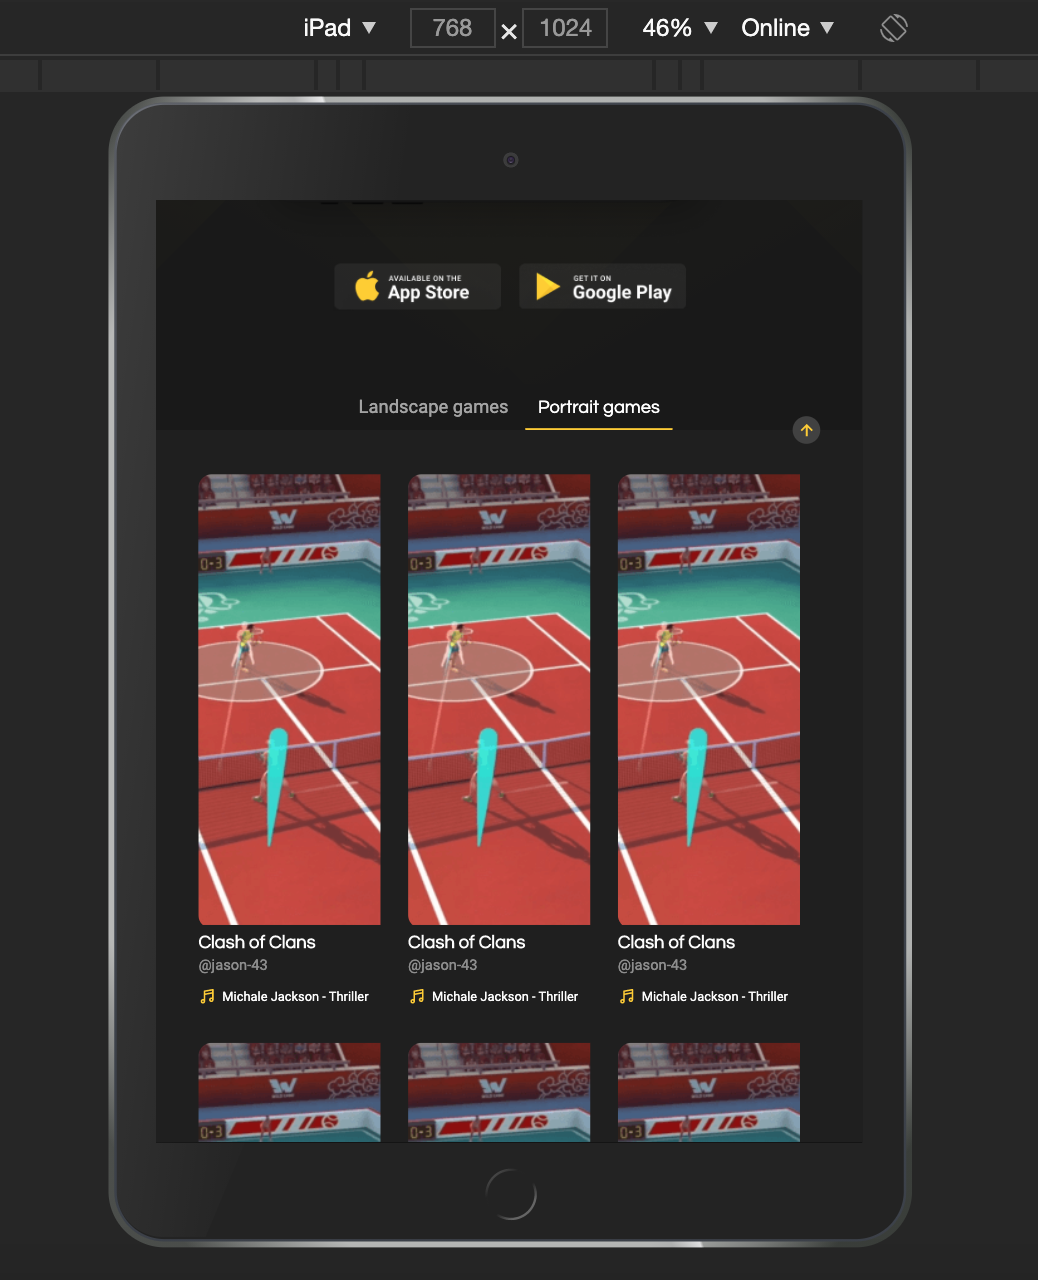 iPad ▼ 768 × 1024 46% ▼ Online ▼
AVAILABLE ON THE
App Store
GET IT ON
Google Play
Landscape games Portrait games
0-3 0-3 0-3
Clash of Clans Clash of Clans Clash of Clans
@jason-43 @jason-43 @jason-43
Michale Jackson - Thriller Michale Jackson - Thriller Michale Jackson - Thriller
0-3 0-3 0-3